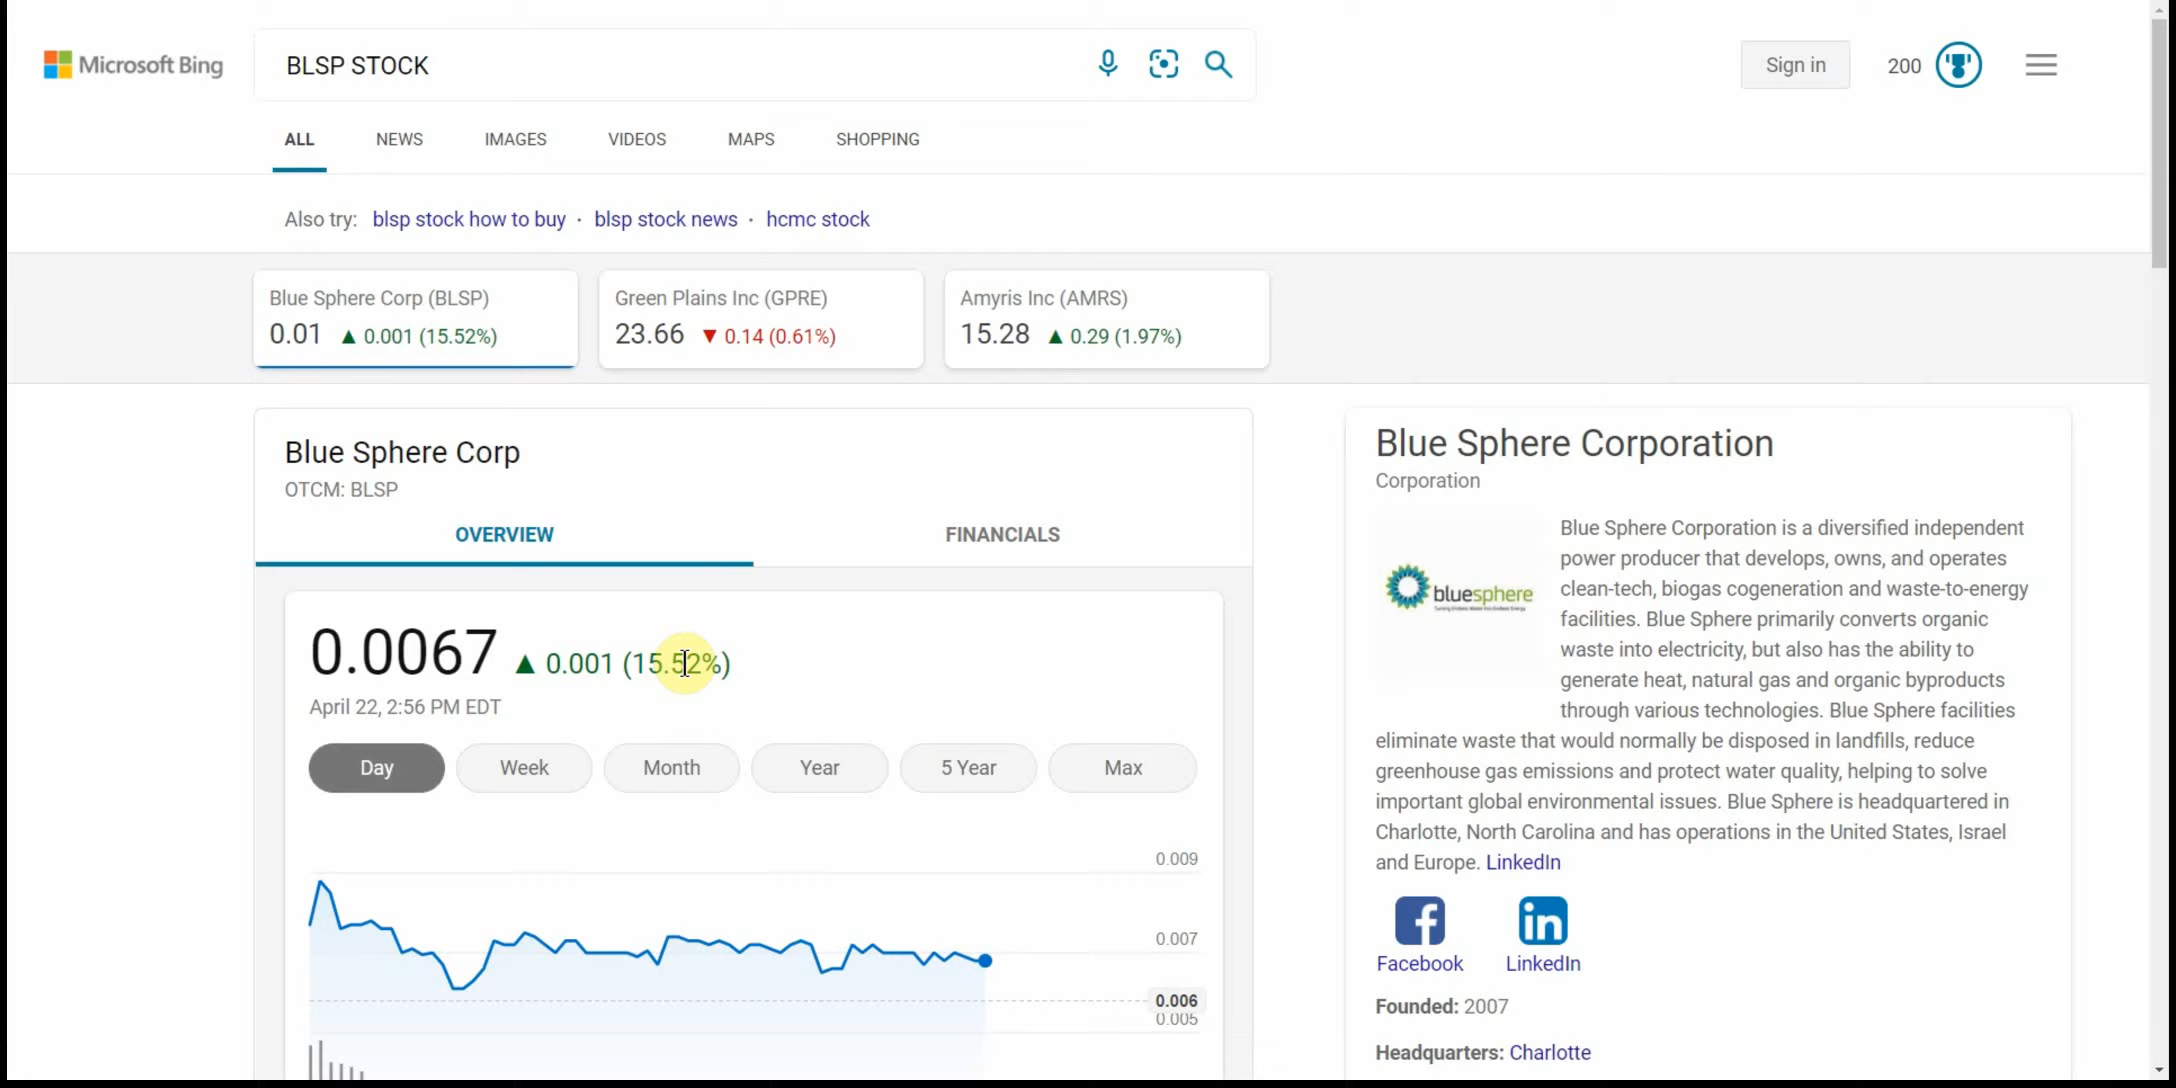 Microsoft Bing
BLSP STOCK
Sign in
200
ALL NEWS IMAGES VIDEOS MAPS SHOPPING
Also try: blsp stock how to buy · blsp stock news · hcmc stock
Blue Sphere Corp (BLSP)
0.01 ▲ 0.001 (15.52%)
Green Plains Inc (GPRE)
23.66 ▼ 0.14 (0.61%)
Amyris Inc (AMRS)
15.28 ▲ 0.29 (1.97%)
Blue Sphere Corp
OTCM: BLSP
OVERVIEW FINANCIALS
0.0067 ▲ 0.001 (15.52%)
April 22, 2:56 PM EDT
Day Week Month Year 5 Year Max
0.009
0.007
0.006
0.005
Blue Sphere Corporation
Corporation
bluesphere
Blue Sphere Corporation is a diversified independent
power producer that develops, owns, and operates
clean-tech, biogas cogeneration and waste-to-energy
facilities. Blue Sphere primarily converts organic
waste into electricity, but also has the ability to
generate heat, natural gas and organic byproducts
through various technologies. Blue Sphere facilities
eliminate waste that would normally be disposed in landfills, reduce
greenhouse gas emissions and protect water quality, helping to solve
important global environmental issues. Blue Sphere is headquartered in
Charlotte, North Carolina and has operations in the United States, Israel
and Europe. LinkedIn
Facebook LinkedIn
Founded: 2007
Headquarters: Charlotte